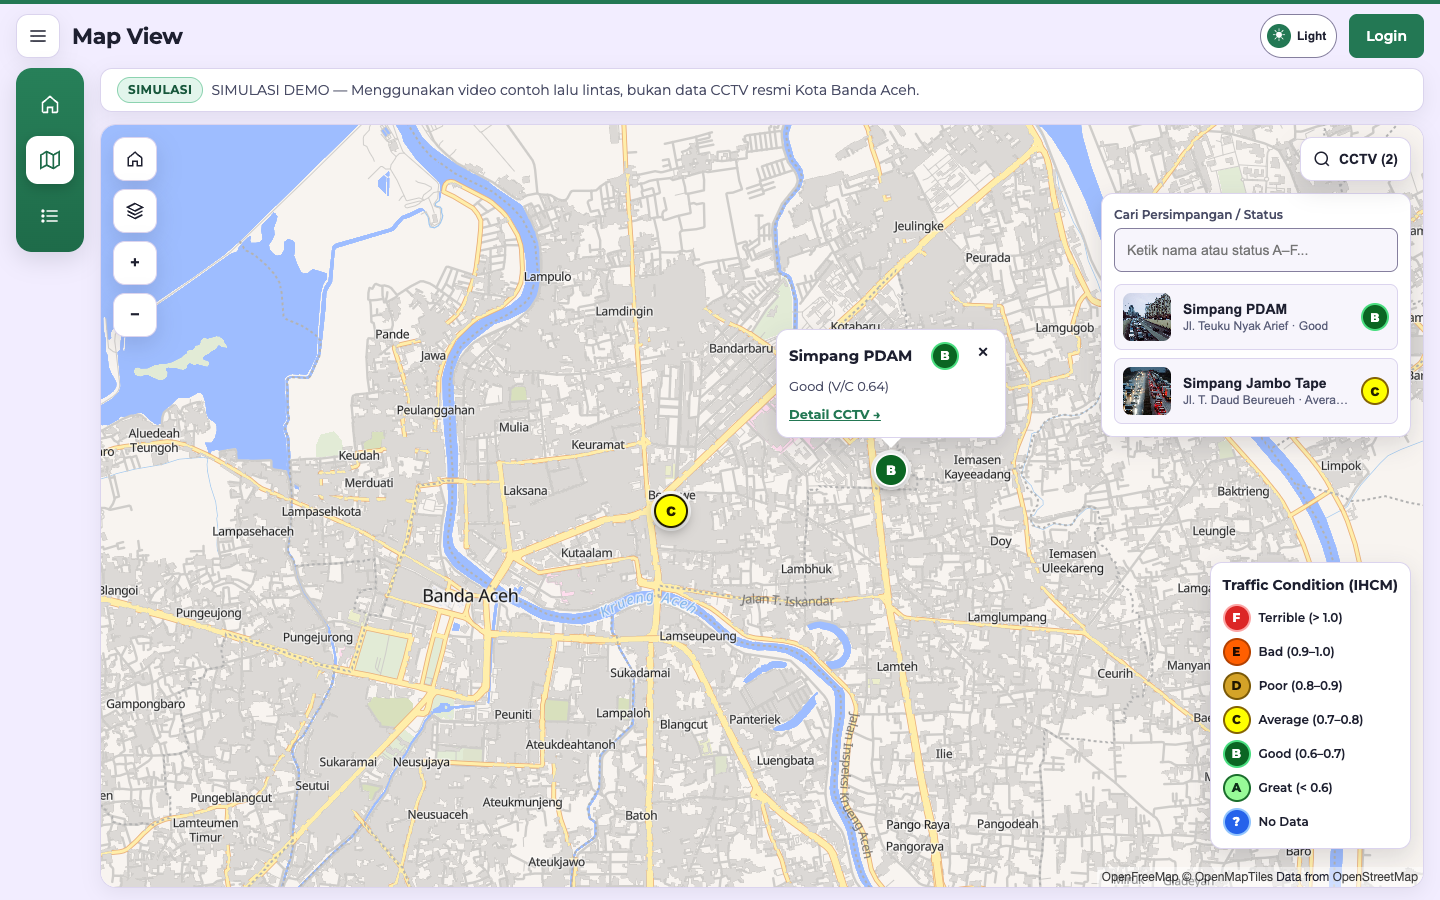 Map View
Light
Login
SIMULASI
SIMULASI DEMO — Menggunakan video contoh lalu lintas, bukan data CCTV resmi Kota Banda Aceh.
CCTV (2)
Cari Persimpangan / Status
Ketik nama atau status A–F...
Simpang PDAM
Jl. Teuku Nyak Arief · Good
B
Simpang Jambo Tape
Jl. T. Daud Beureueh · Avera...
C
+
−
Jeulingke
Peurada
Lampulo
Lamdingin
Kotabaru
Lamgugob
Pande
Jawa
Bandarbaru
Simpang PDAM
B
×
Good (V/C 0.64)
Detail CCTV →
B
Peulanggahan
Mulia
Aluedeah
Teungoh
Keudah
Keuramat
Merduati
Iemasen
Kayeeadang
Limpok
Laksana
Baktrieng
C
Lampasehkota
Lampasehaceh
Leungle
Kutaalam
Doy
Iemasen
Uleekareng
Lambhuk
Banda Aceh
Krueng Aceh
Jalan T. Iskandar
Blangoi
Pungeujong
Lamglumpang
Pungejurong
Lamseupeung
Lamteh
Sukadamai
Ceurih
Gampongbaro
Peuniti
Lampaloh
Blangcut
Panteriek
Jalan Inspeksi Krueng Aceh
Ateukdeahtanoh
Ilie
Sukaramai
Neusujaya
Luengbata
Seutui
Pungeblangcut
Ateukmunjeng
Neusuaceh
Batoh
Lamteumen
Timur
Pango Raya
Pangodeah
Pangoraya
Ateukjawo
Baro
Traffic Condition (IHCM)
F Terrible (> 1.0)
E Bad (0.9–1.0)
D Poor (0.8–0.9)
C Average (0.7–0.8)
B Good (0.6–0.7)
A Great (< 0.6)
? No Data
OpenFreeMap © OpenMapTiles Data from OpenStreetMap